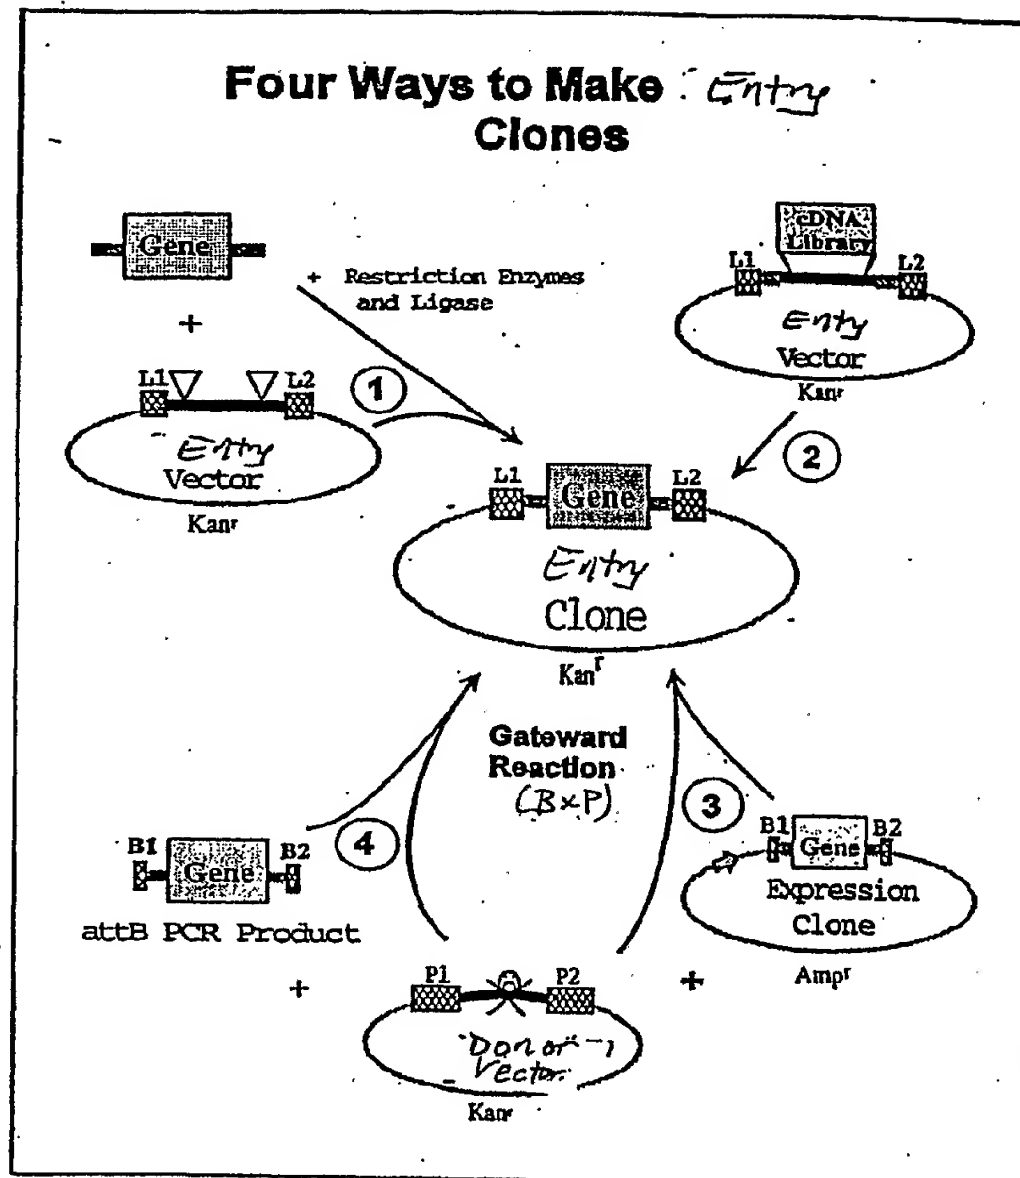 Four Ways to Make Entry
Clones
Gene
+
+ Restriction Enzymes
and Ligase
L1
L2
Entry
Vector
Kanr
1
cDNA
Library
L1
L2
Entry
Vector
Kanr
2
L1
Gene
L2
Entry
Clone
Kanr
Gateward
Reaction
(B×P)
4
3
B1
Gene
B2
attB PCR Product
+
B1
Gene
B2
Expression
Clone
Ampr
+
P1
P2
Donor
Vector
Kanr